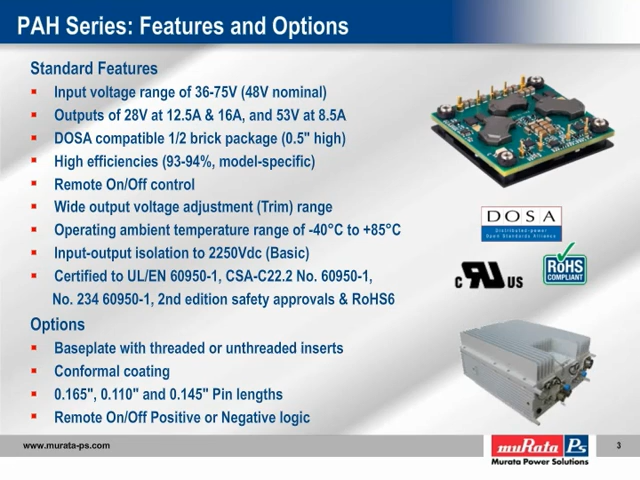 PAH Series: Features and Options
Standard Features
Input voltage range of 36-75V (48V nominal)
Outputs of 28V at 12.5A & 16A, and 53V at 8.5A
DOSA compatible 1/2 brick package (0.5" high)
High efficiencies (93-94%, model-specific)
Remote On/Off control
Wide output voltage adjustment (Trim) range
Operating ambient temperature range of -40°C to +85°C
Input-output isolation to 2250Vdc (Basic)
Certified to UL/EN 60950-1, CSA-C22.2 No. 60950-1,
No. 234 60950-1, 2nd edition safety approvals & RoHS6
Options
Baseplate with threaded or unthreaded inserts
Conformal coating
0.165", 0.110" and 0.145" Pin lengths
Remote On/Off Positive or Negative logic
DOSA
Distributed-power
Open Standards Alliance
C RU US
RoHS
COMPLIANT
www.murata-ps.com
muRata Ps
Murata Power Solutions
3